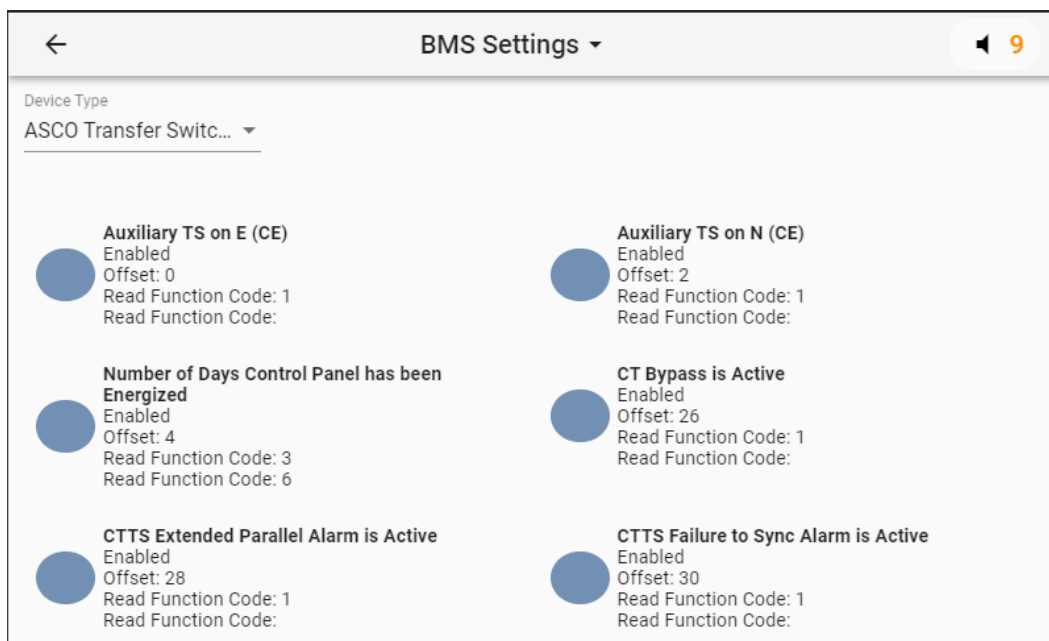 BMS Settings
9
Device Type
ASCO Transfer Switc...
Auxiliary TS on E (CE)
Enabled
Offset: 0
Read Function Code: 1
Read Function Code:
Auxiliary TS on N (CE)
Enabled
Offset: 2
Read Function Code: 1
Read Function Code:
Number of Days Control Panel has been
Energized
Enabled
Offset: 4
Read Function Code: 3
Read Function Code: 6
CT Bypass is Active
Enabled
Offset: 26
Read Function Code: 1
Read Function Code:
CTTS Extended Parallel Alarm is Active
Enabled
Offset: 28
Read Function Code: 1
Read Function Code:
CTTS Failure to Sync Alarm is Active
Enabled
Offset: 30
Read Function Code: 1
Read Function Code: